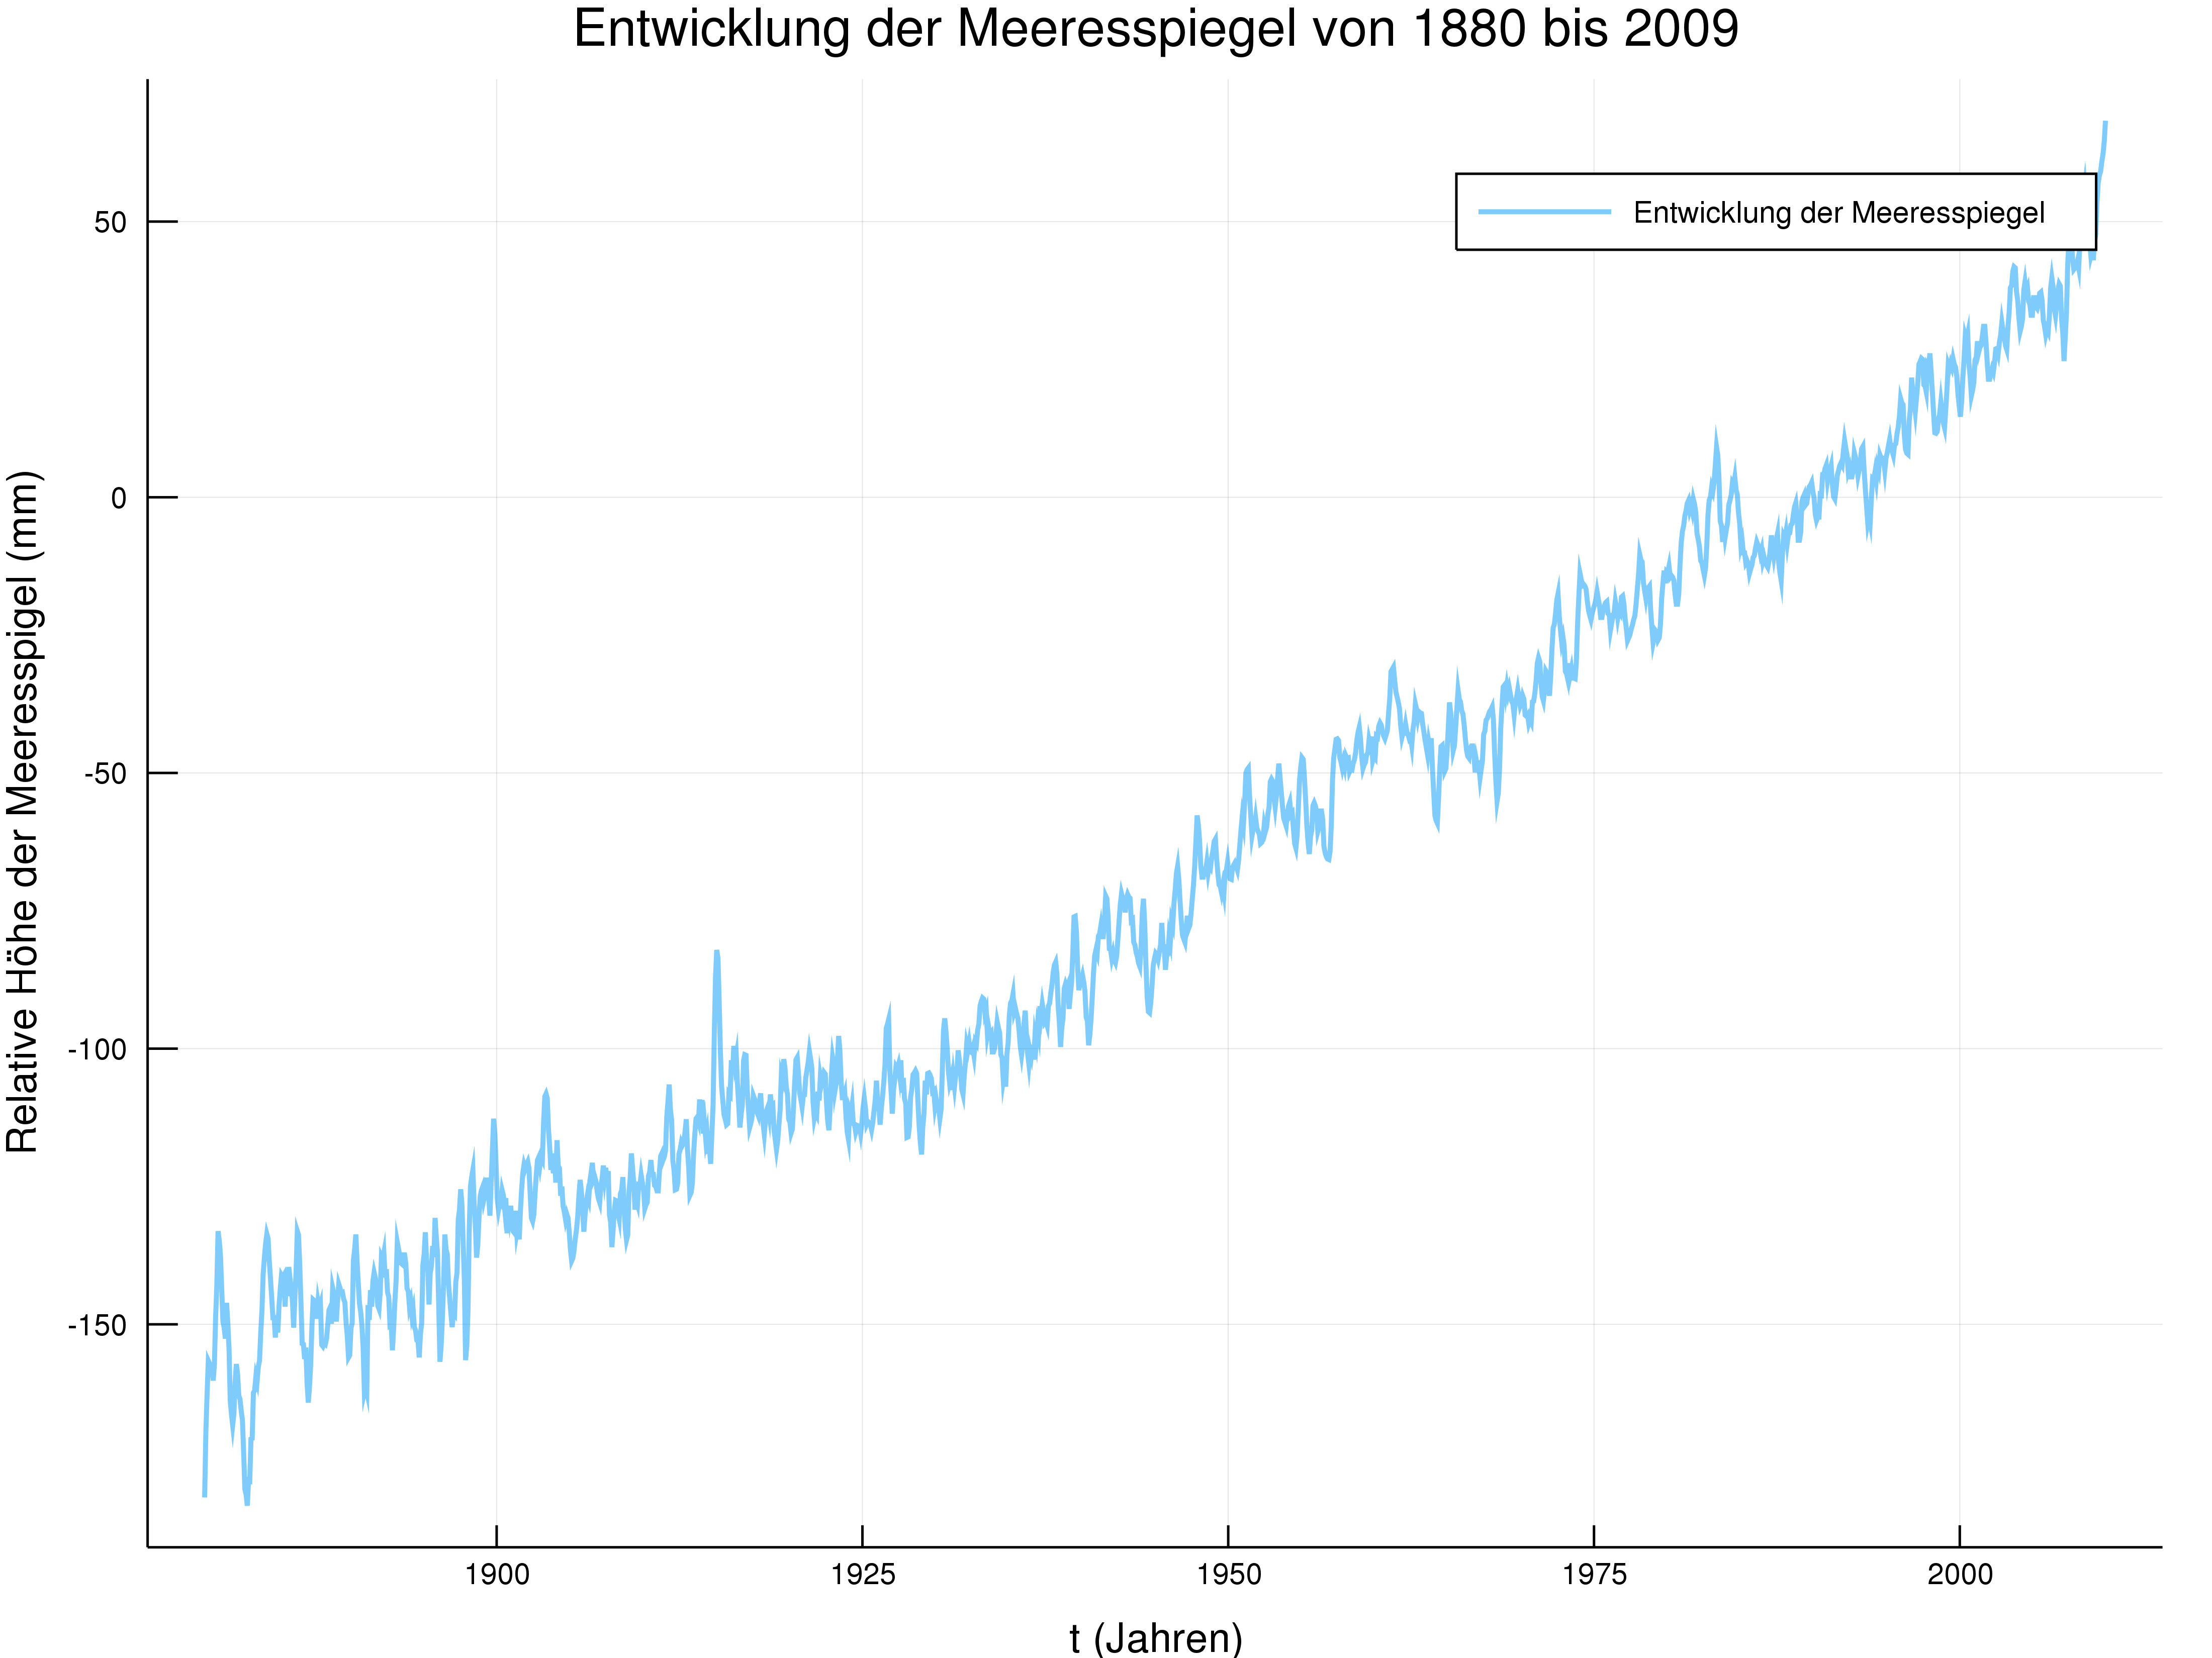 Entwicklung der Meeresspiegel von 1880 bis 2009
Relative Höhe der Meeresspigel (mm)
50
0
-50
-100
-150
Entwicklung der Meeresspiegel
1900
1925
1950
1975
2000
t (Jahren)